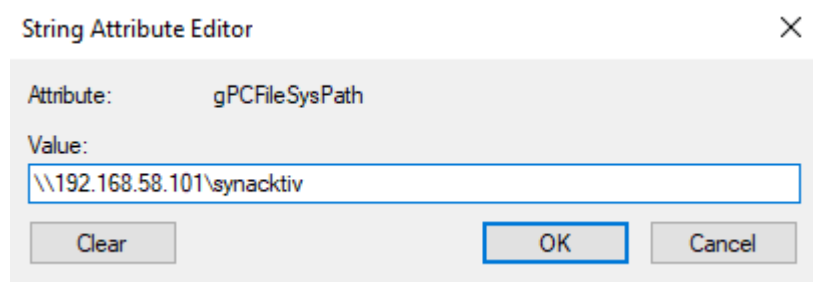 String Attribute Editor
Attribute: gPCFileSysPath
Value:
\\192.168.58.101\synacktiv
Clear OK Cancel